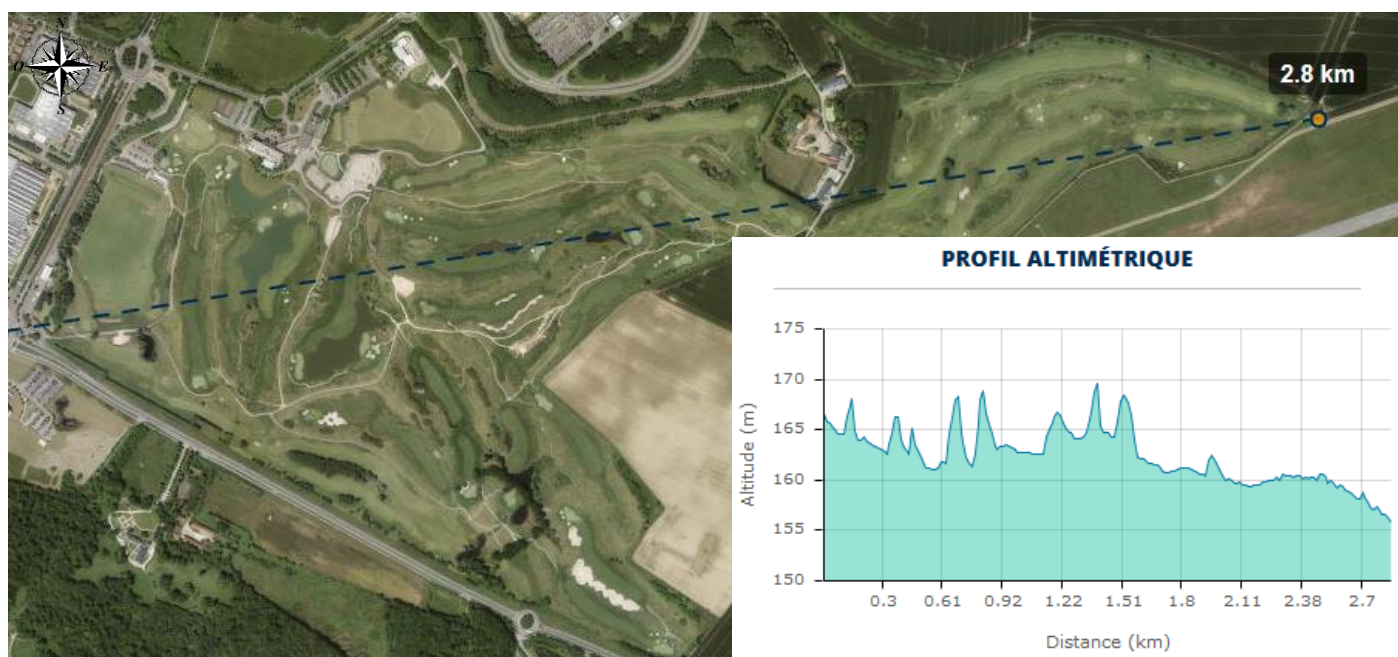 N
O
E
S
2.8 km
PROFIL ALTIMÉTRIQUE
175
170
165
160
155
150
Altitude (m)
0.3 0.61 0.92 1.22 1.51 1.8 2.11 2.38 2.7
Distance (km)